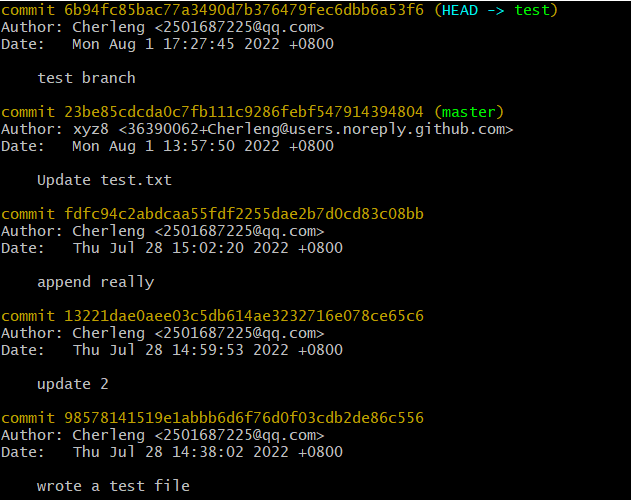 commit 6b94fc85bac77a3490d7b376479fec6dbb6a53f6 (HEAD -> test)
Author: Cherleng <2501687225@qq.com>
Date:   Mon Aug 1 17:27:45 2022 +0800
    test branch
commit 23be85cdcda0c7fb111c9286febf547914394804 (master)
Author: xyz8 <36390062+Cherleng@users.noreply.github.com>
Date:   Mon Aug 1 13:57:50 2022 +0800
    Update test.txt
commit fdfc94c2abdcaa55fdf2255dae2b7d0cd83c08bb
Author: Cherleng <2501687225@qq.com>
Date:   Thu Jul 28 15:02:20 2022 +0800
    append really
commit 13221dae0aee03c5db614ae3232716e078ce65c6
Author: Cherleng <2501687225@qq.com>
Date:   Thu Jul 28 14:59:53 2022 +0800
    update 2
commit 98578141519e1abbb6d6f76d0f03cdb2de86c556
Author: Cherleng <2501687225@qq.com>
Date:   Thu Jul 28 14:38:02 2022 +0800
    wrote a test file